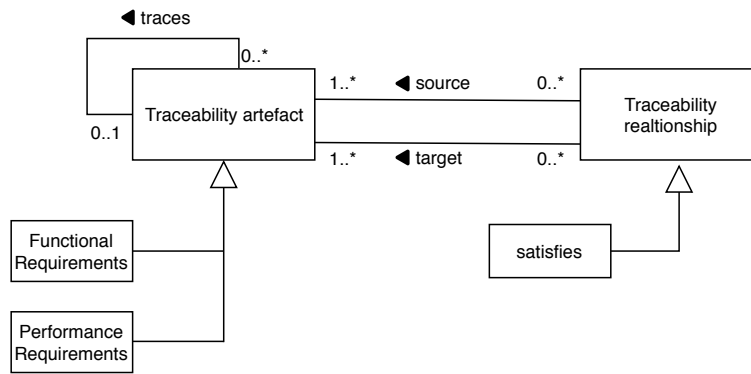 traces
0..*
1..*
source
0..*
Traceability artefact
Traceability
realtionship
0..1
1..*
target
0..*
Functional
Requirements
satisfies
Performance
Requirements